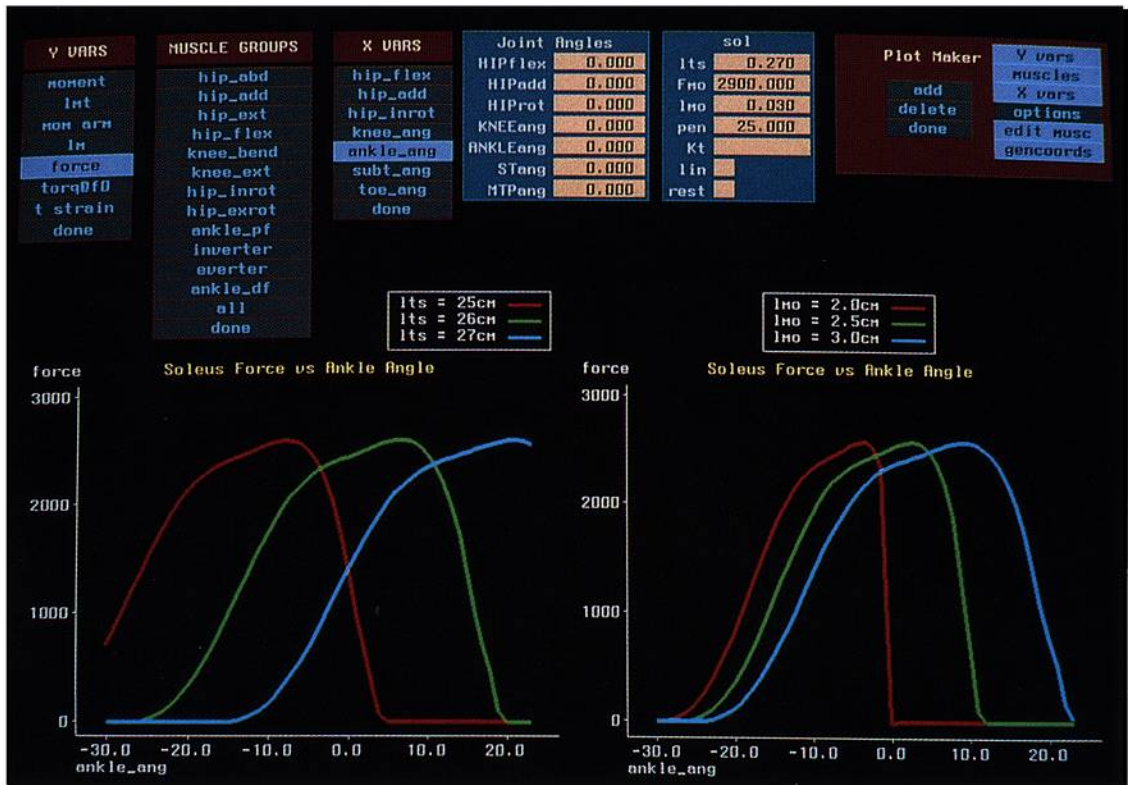 Y VARS
moment
lmt
mom arm
lm
force
torq@f0
t strain
done
MUSCLE GROUPS
hip_abd
hip_add
hip_ext
hip_flex
knee_bend
knee_ext
hip_inrot
hip_exrot
ankle_pf
inverter
everter
ankle_df
all
done
X VARS
hip_flex
hip_add
hip_inrot
knee_ang
ankle_ang
subt_ang
toe_ang
done
Joint Angles
HIPflex 0.000
HIPadd 0.000
HIProt 0.000
KNEEang 0.000
ANKLEang 0.000
STang 0.000
MTPang 0.000
sol
lts 0.270
Fmo 2900.000
lmo 0.030
pen 25.000
Kt
lin
rest
Plot Maker
add
delete
done
Y vars
muscles
X vars
options
edit musc
gencoords
lts = 25cm
lts = 26cm
lts = 27cm
force
Soleus Force vs Ankle Angle
3000
2000
1000
0
-30.0 -20.0 -10.0 0.0 10.0 20.0
ankle_ang
lmo = 2.0cm
lmo = 2.5cm
lmo = 3.0cm
force
Soleus Force vs Ankle Angle
3000
2000
1000
0
-30.0 -20.0 -10.0 0.0 10.0 20.0
ankle_ang